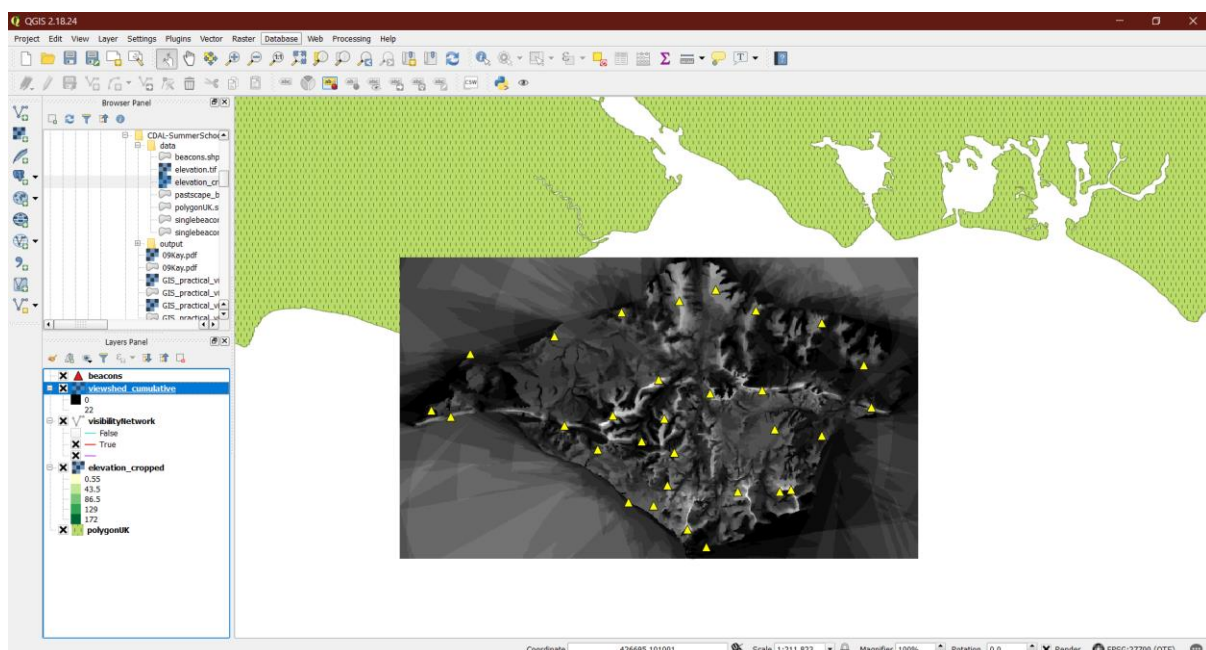 QGIS 2.18.24
Project Edit View Layer Settings Plugins Vector Raster Database Web Processing Help
Browser Panel
CDAL-SummerSchoo
data
beacons.shp
elevation.tif
elevation_cr
pastscape_b
polygonUK.s
singlebeacon
singlebeacon
output
09Kay.pdf
09Kay.pdf
GIS_practical_vi
GIS_practical_vi
GIS_practical_vi
GIS_practical_vi
Layers Panel
beacons
viewshed_cumulative
0
22
visibilityNetwork
False
True
elevation_cropped
0.55
43.5
86.5
129
172
polygonUK
Coordinate 426695,101001 Scale 1:211,823 Magnifier 100% Rotation 0.0 Render EPSG:27700 (OTF)